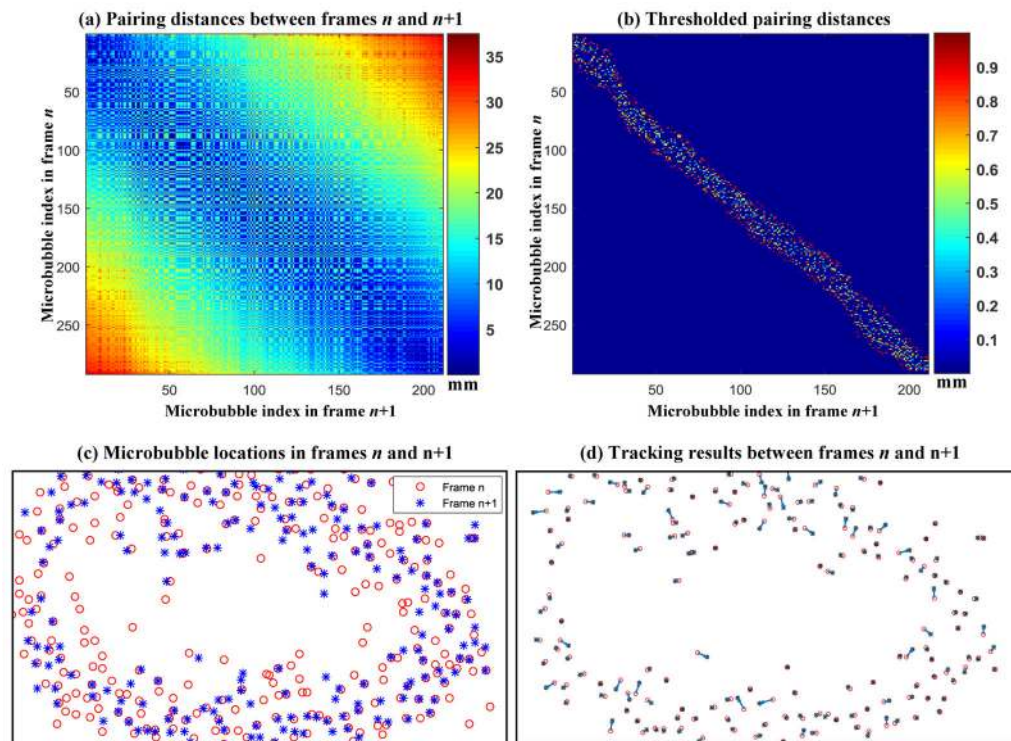 (a) Pairing distances between frames n and n+1
(b) Thresholded pairing distances
Microbubble index in frame n
50
100
150
200
250
50
100
150
200
Microbubble index in frame n+1
35
30
25
20
15
10
5
mm
Microbubble index in frame n
50
100
150
200
250
50
100
150
200
Microbubble index in frame n+1
0.9
0.8
0.7
0.6
0.5
0.4
0.3
0.2
0.1
mm
(c) Microbubble locations in frames n and n+1
Frame n
Frame n+1
(d) Tracking results between frames n and n+1